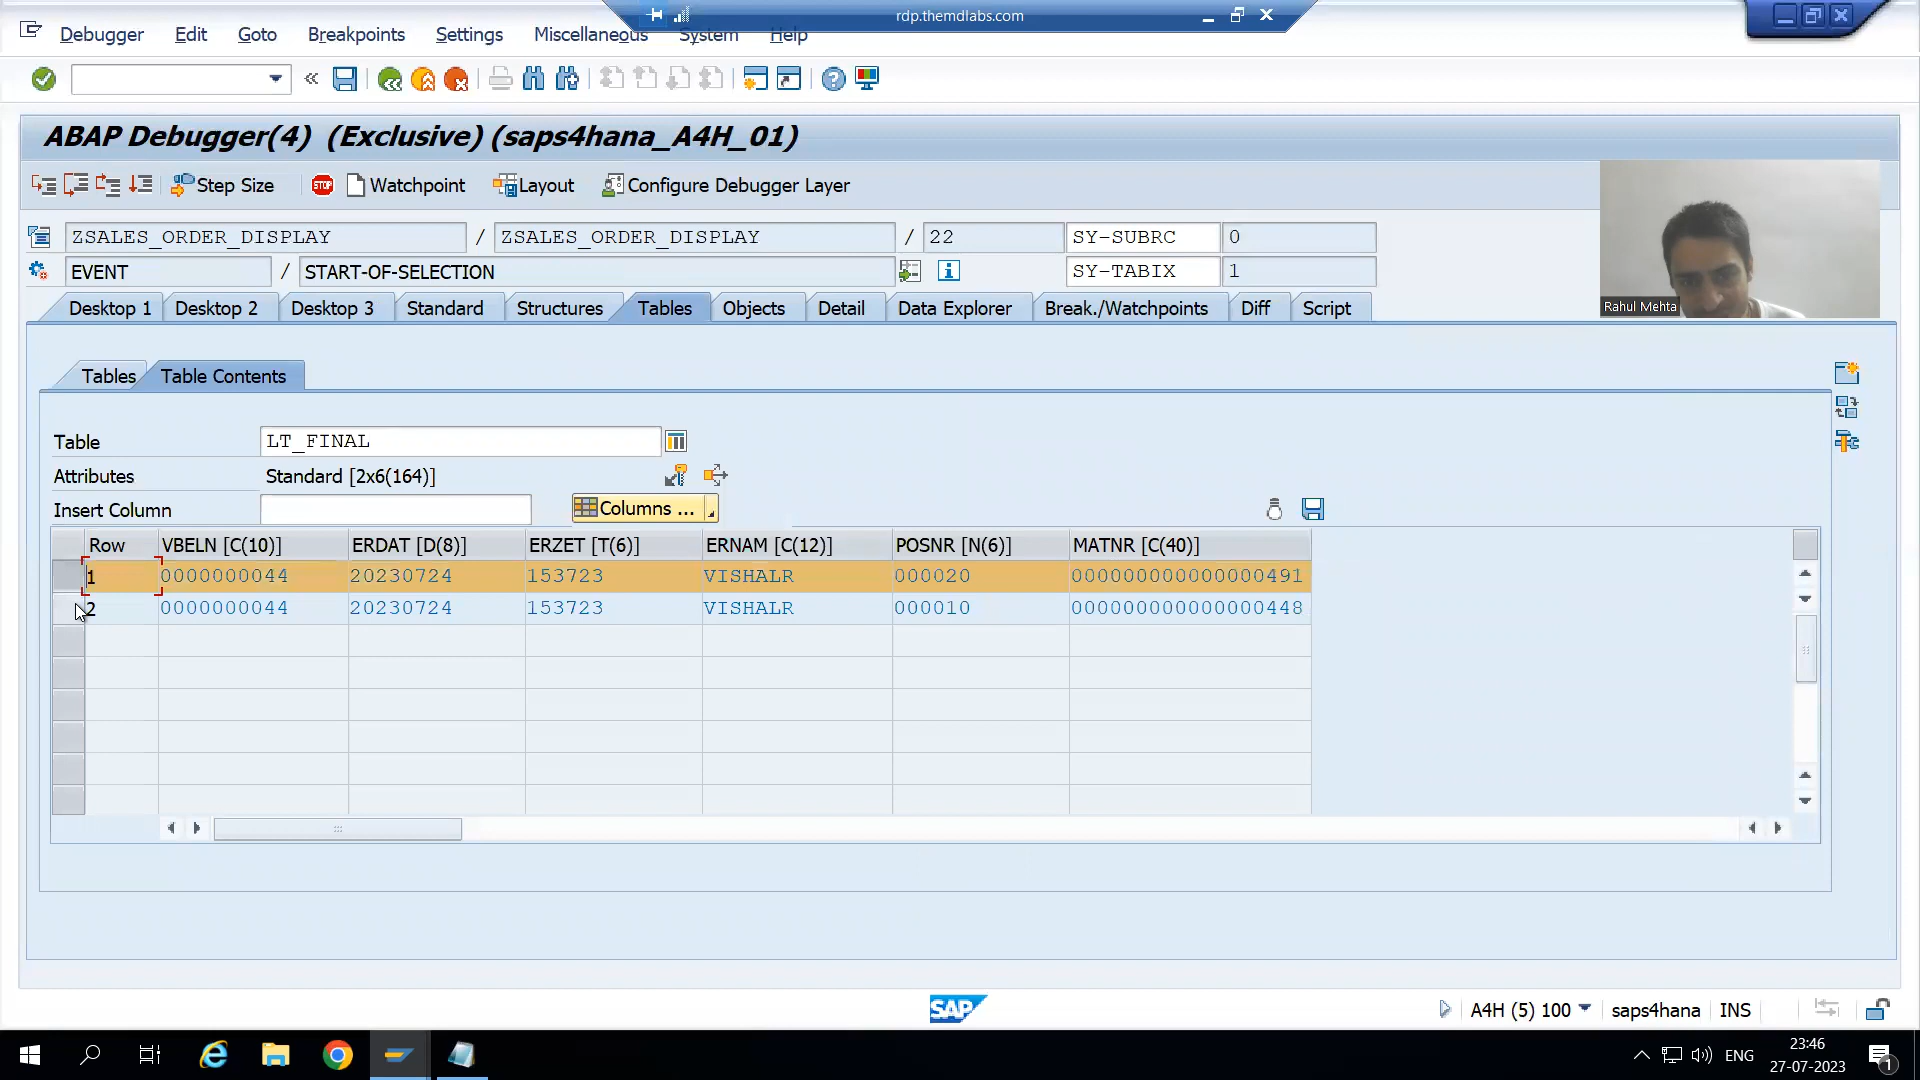 rdp.themdlabs.com
Debugger Edit Goto Breakpoints Settings Miscellaneous System Help
ABAP Debugger(4) (Exclusive) (saps4hana_A4H_01)
Step Size STOP Watchpoint Layout Configure Debugger Layer
ZSALES_ORDER_DISPLAY / ZSALES_ORDER_DISPLAY / 22 SY-SUBRC 0
EVENT / START-OF-SELECTION SY-TABIX 1
Rahul Mehta
Desktop 1 Desktop 2 Desktop 3 Standard Structures Tables Objects Detail Data Explorer Break./Watchpoints Diff Script
Tables Table Contents
Table LT_FINAL
Attributes Standard [2x6(164)]
Insert Column Columns ...
Row VBELN [C(10)] ERDAT [D(8)] ERZET [T(6)] ERNAM [C(12)] POSNR [N(6)] MATNR [C(40)]
1 0000000044 20230724 153723 VISHALR 000020 000000000000000491
2 0000000044 20230724 153723 VISHALR 000010 000000000000000448
SAP A4H (5) 100 saps4hana INS
ENG 23:46
27-07-2023 1